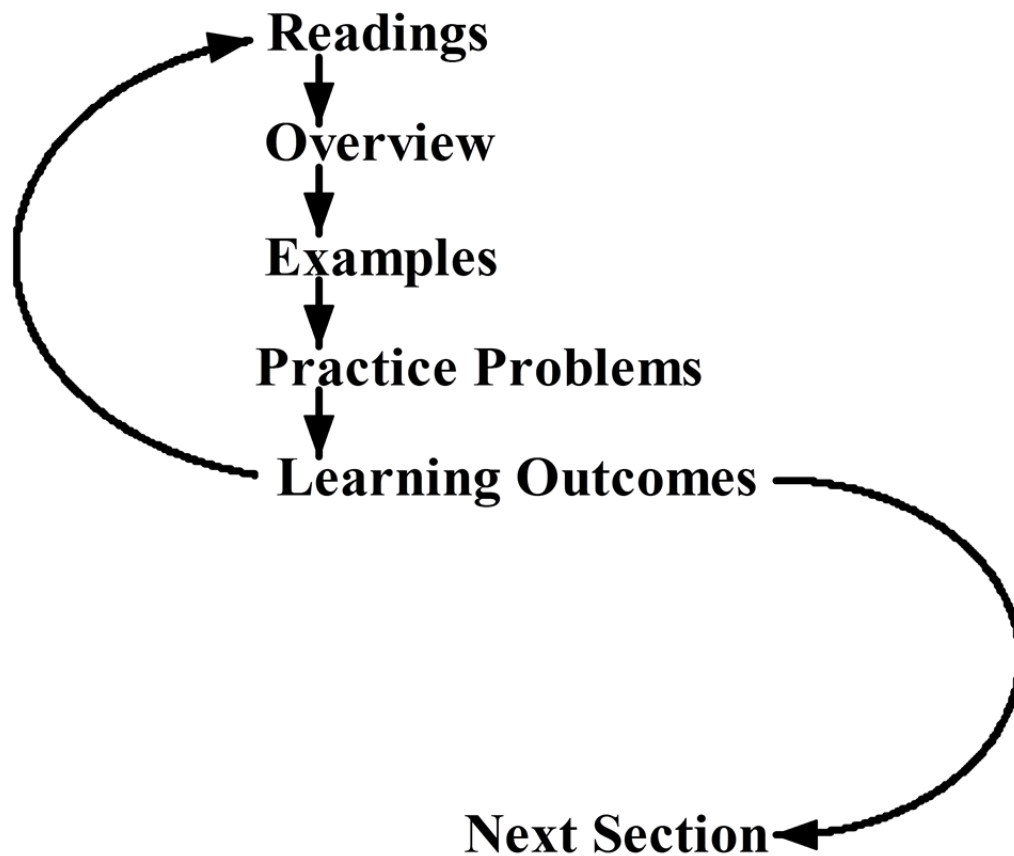 Readings
Overview
Examples
Practice Problems
Learning Outcomes
Next Section